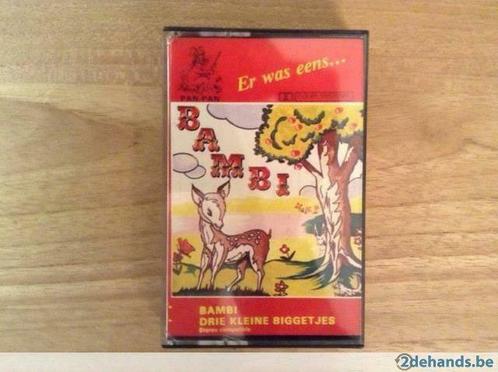 Er was eens...
PAN-PAN
BAMBI
BAMBI
DRIE KLEINE BIGGETJES
Stereo compatible
2dehands.be